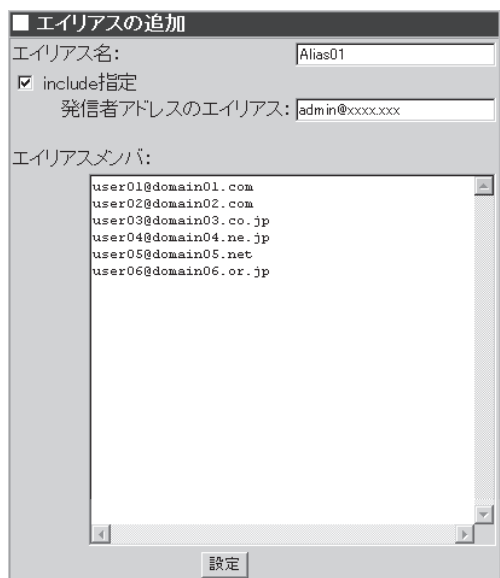 ■ エイリアスの追加
エイリアス名: Alias01
include指定
発信者アドレスのエイリアス: admin@xxxx.xxx
エイリアスメンバ:
user01@domain01.com
user02@domain02.com
user03@domain03.co.jp
user04@domain04.ne.jp
user05@domain05.net
user06@domain06.or.jp
設定